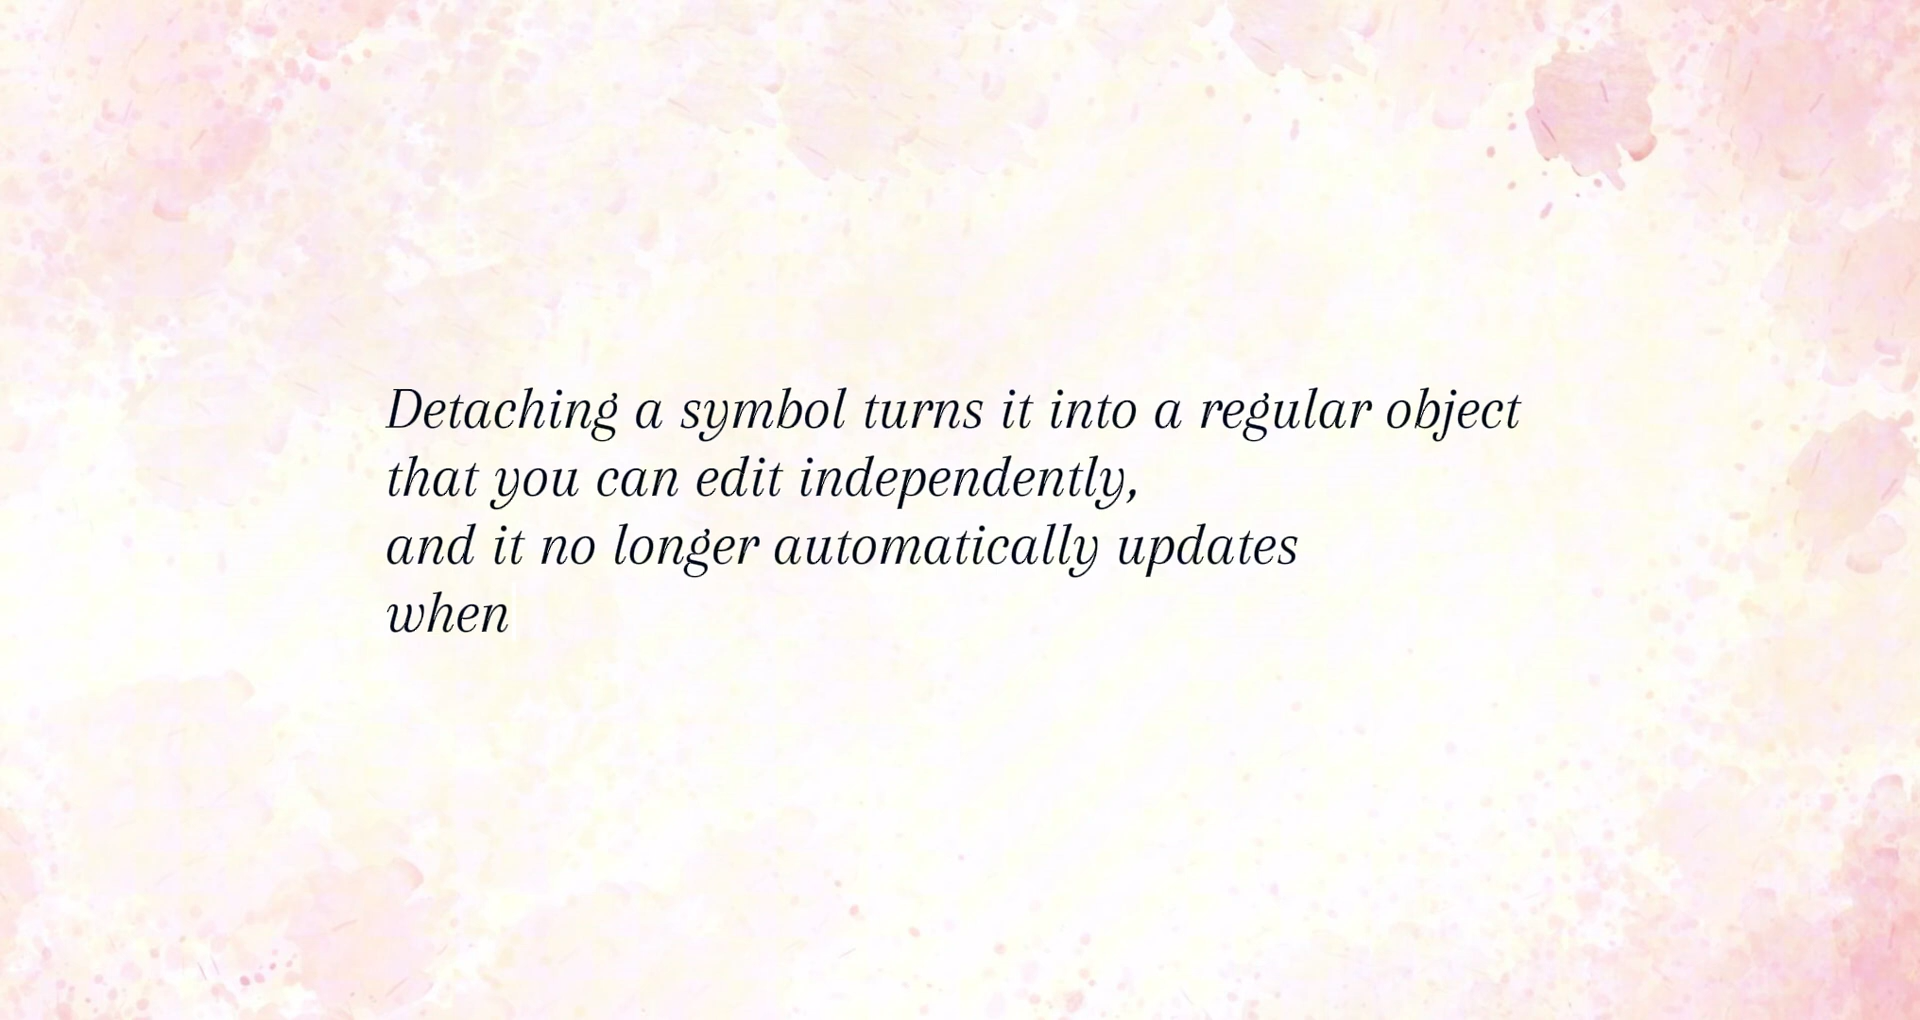 Detaching a symbol turns it into a regular object
that you can edit independently,
and it no longer automatically updates
when